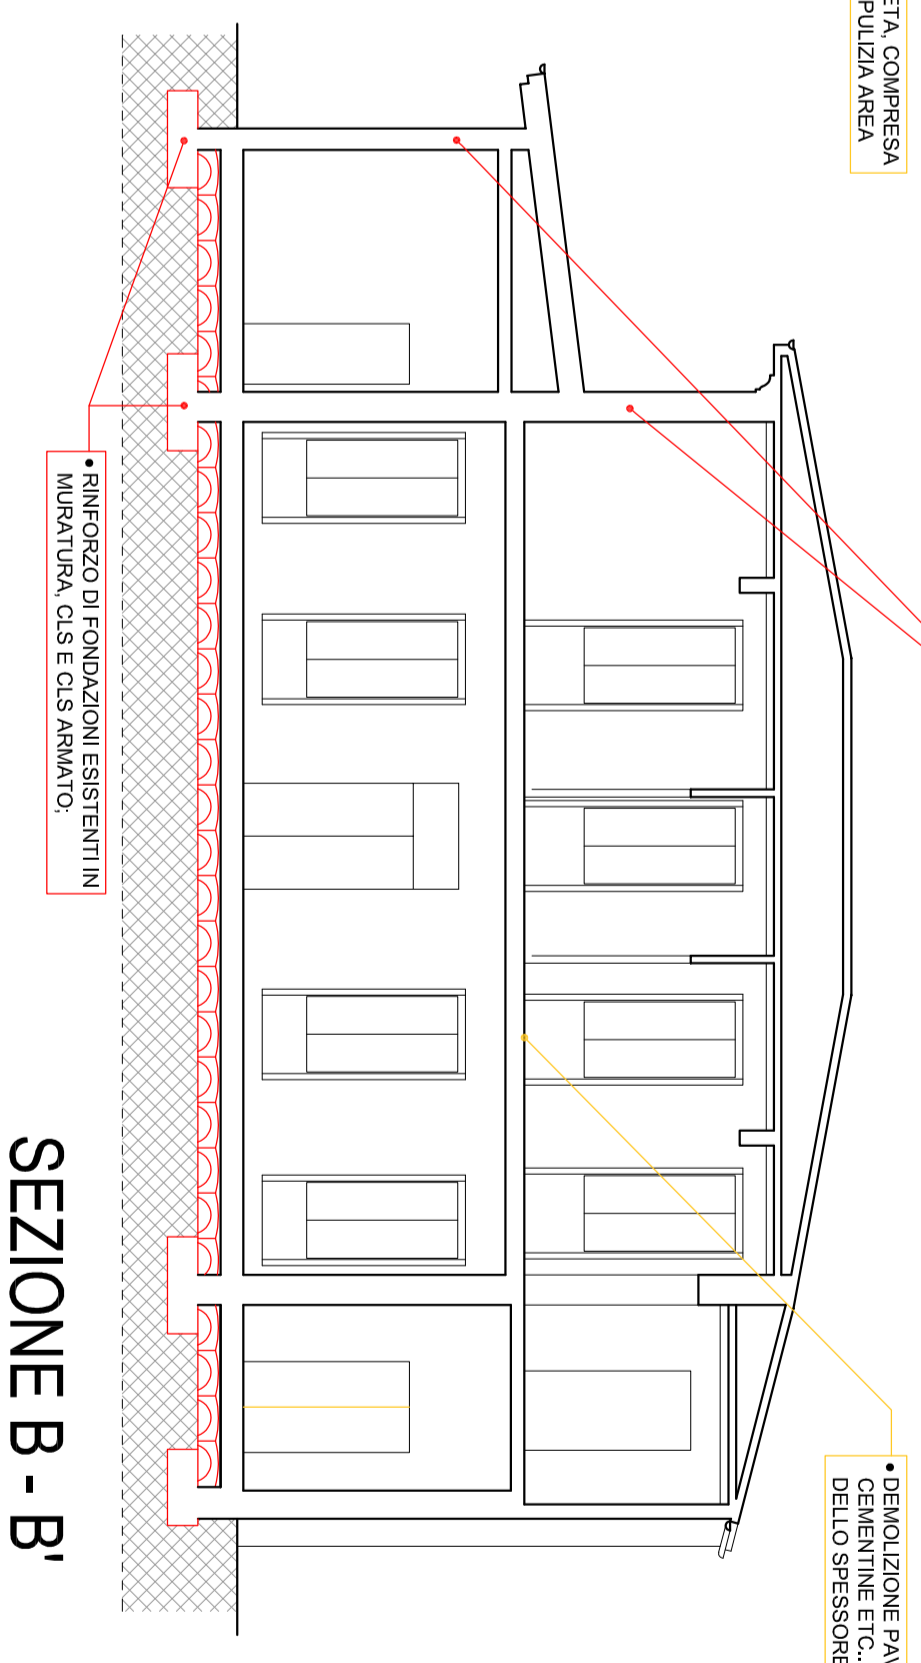 ETA, COMPRESA
PULIZIA AREA
• RINFORZO DI FONDAZIONI ESISTENTI IN
MURATURA, CLS E CLS ARMATO;
• DEMOLIZIONE PAV
CEMENTINE ETC..
DELLO SPESSORE
SEZIONE B - B'